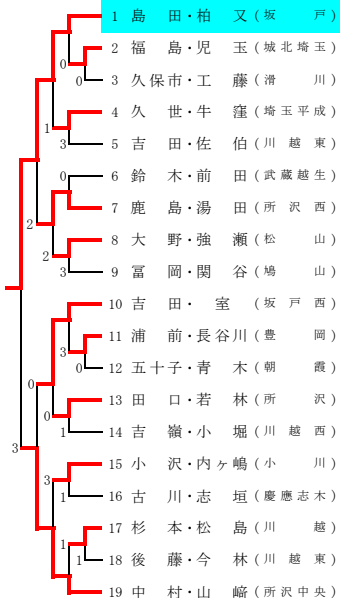 1 島田・柏又(坂戸)
0
2 福島・児玉(城北埼玉)
0
3 久保市・工藤(滑川)
4 久世・牛窪(埼玉平成)
1
3
5 吉田・佐伯(川越東)
0
6 鈴木・前田(武蔵越生)
7 鹿島・湯田(所沢西)
2
8 大野・強瀬(松山)
2
3
9 冨岡・関谷(鳩山)
10 吉田・室(坂戸西)
11 浦前・長谷川(豊岡)
3
0
12 五十子・青木(朝霞)
0
13 田口・若林(所沢)
0
1
14 吉嶺・小堀(川越西)
3
15 小沢・内ヶ嶋(小川)
3
1
16 古川・志垣(慶應志木)
17 杉本・松島(川越)
1
1
18 後藤・今林(川越東)
19 中村・山﨑(所沢中央)